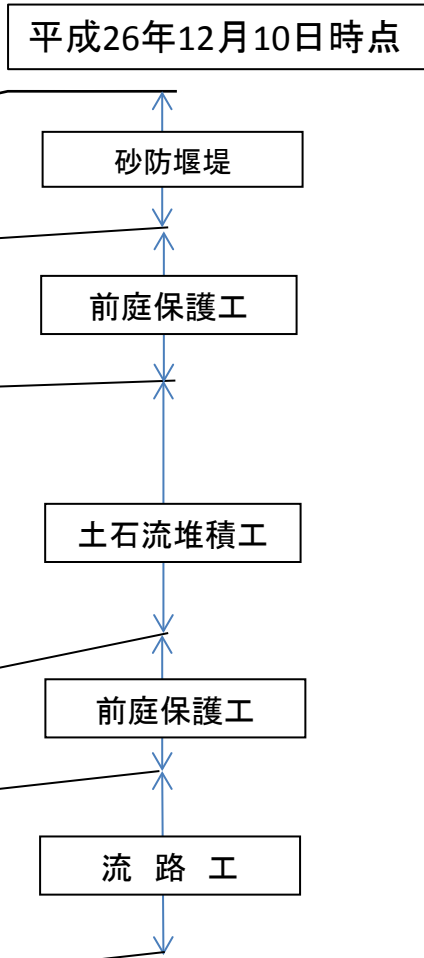 平成26年12月10日時点
砂防堰堤
前庭保護工
土石流堆積工
前庭保護工
流 路 工